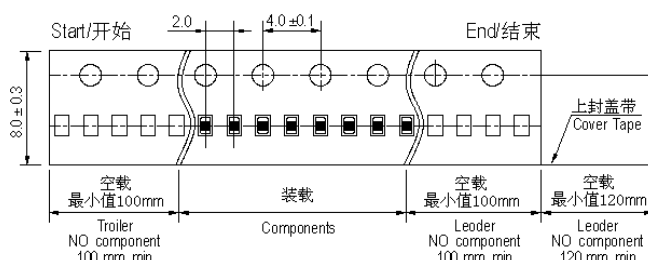 Start/开始
2.0
4.0±0.1
End/结束
8.0±0.3
上封盖带
Cover Tape
空载
最小值100mm
装载
空载
最小值100mm
空载
最小值120mm
Troiler
NO component
100 mm min
Components
Leoder
NO component
100 mm min
Leoder
NO component
120 mm min